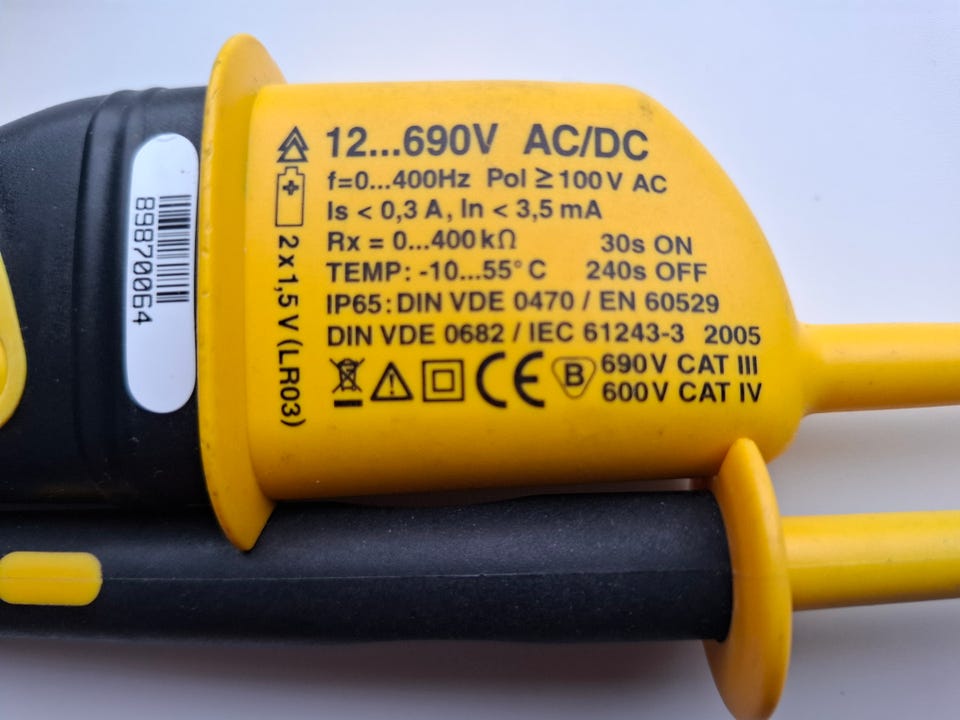 12...690V AC/DC
f=0...400Hz Pol ≥ 100 V AC
Is < 0,3 A, In < 3,5 mA
Rx = 0...400 kΩ 30s ON
TEMP: -10...55° C 240s OFF
IP65: DIN VDE 0470 / EN 60529
DIN VDE 0682 / IEC 61243-3 2005
CE B 690V CAT III
600V CAT IV
2 x 1,5 V (LR03)
89870064